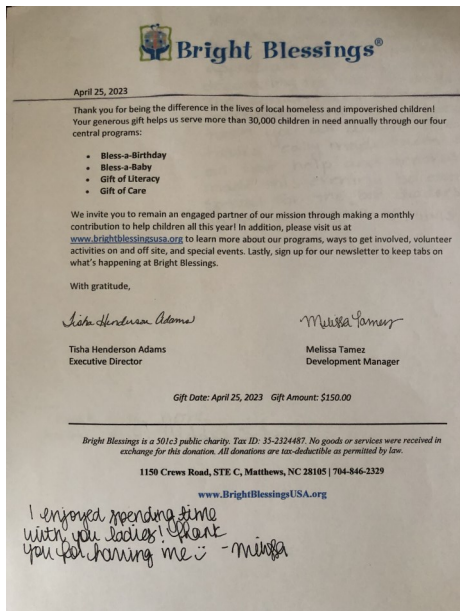 Bright Blessings®
April 25, 2023
Thank you for being the difference in the lives of local homeless and impoverished children!
Your generous gift helps us serve more than 30,000 children in need annually through our four
central programs:
• Bless-a-Birthday
• Bless-a-Baby
• Gift of Literacy
• Gift of Care
We invite you to remain an engaged partner of our mission through making a monthly
contribution to help children all this year! In addition, please visit us at
www.brightblessingsusa.org to learn more about our programs, ways to get involved, volunteer
activities on and off site, and special events. Lastly, sign up for our newsletter to keep tabs on
what's happening at Bright Blessings.
With gratitude,
Tisha Henderson Adams Melissa Tamez
Tisha Henderson Adams Melissa Tamez
Executive Director Development Manager
Gift Date: April 25, 2023 Gift Amount: $150.00
Bright Blessings is a 501c3 public charity. Tax ID: 35-2324487. No goods or services were received in
exchange for this donation. All donations are tax-deductible as permitted by law.
1150 Crews Road, STE C, Matthews, NC 28105 | 704-846-2329
www.BrightBlessingsUSA.org
I enjoyed spending time
with you ladies! Thank
you for having me :) -Melissa